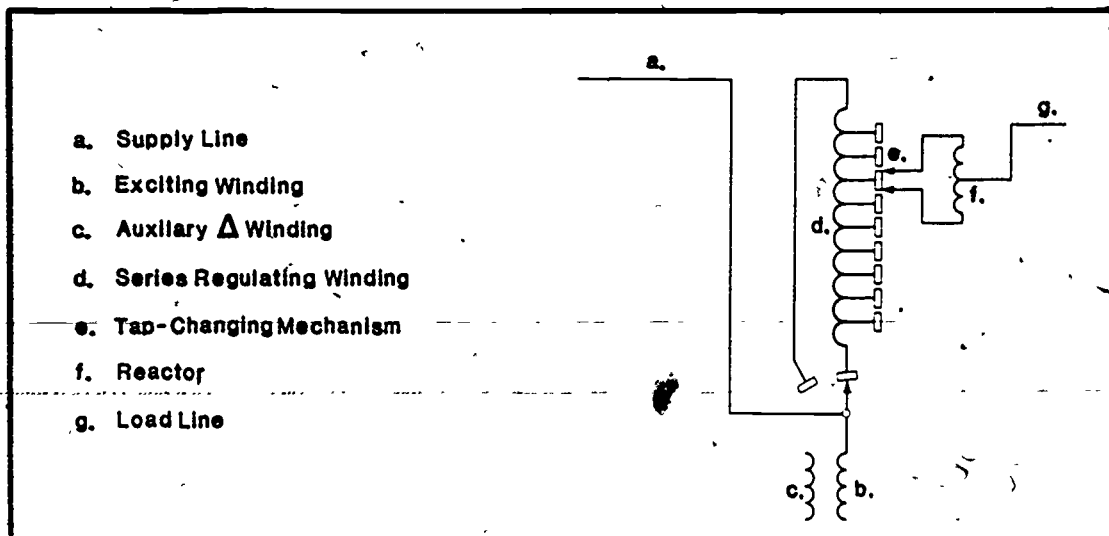 a. Supply Line
b. Exciting Winding
c. Auxilary Δ Winding
d. Series Regulating Winding
e. Tap-Changing Mechanism
f. Reactor
g. Load Line
a.
g.
e.
f.
d.
c.
b.